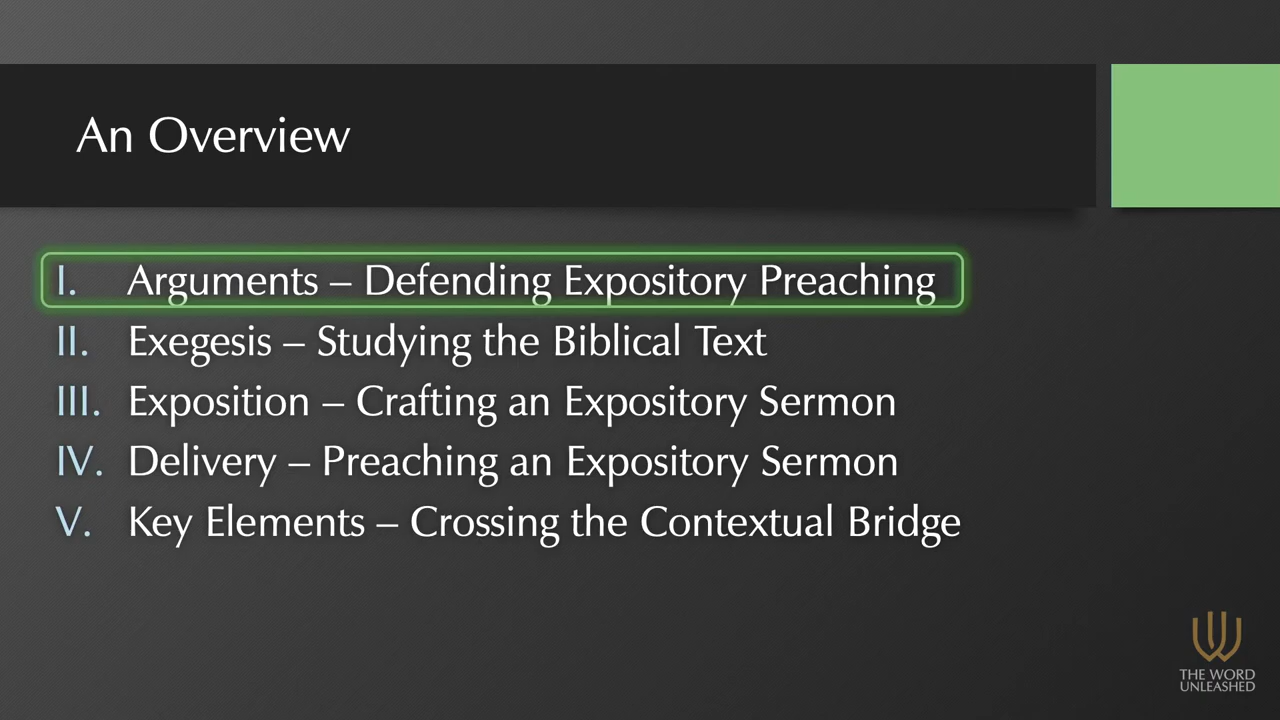 An Overview
I. Arguments – Defending Expository Preaching
II. Exegesis – Studying the Biblical Text
III. Exposition – Crafting an Expository Sermon
IV. Delivery – Preaching an Expository Sermon
V. Key Elements – Crossing the Contextual Bridge
THE WORD
UNLEASHED